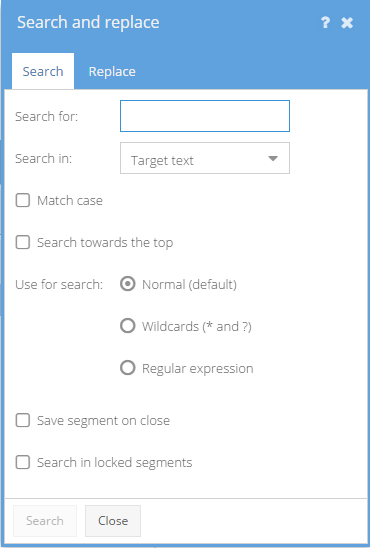 Search and replace ?
Search Replace
Search for:
Search in: Target text
Match case
Search towards the top
Use for search: Normal (default)
Wildcards (* and ?)
Regular expression
Save segment on close
Search in locked segments
Search Close